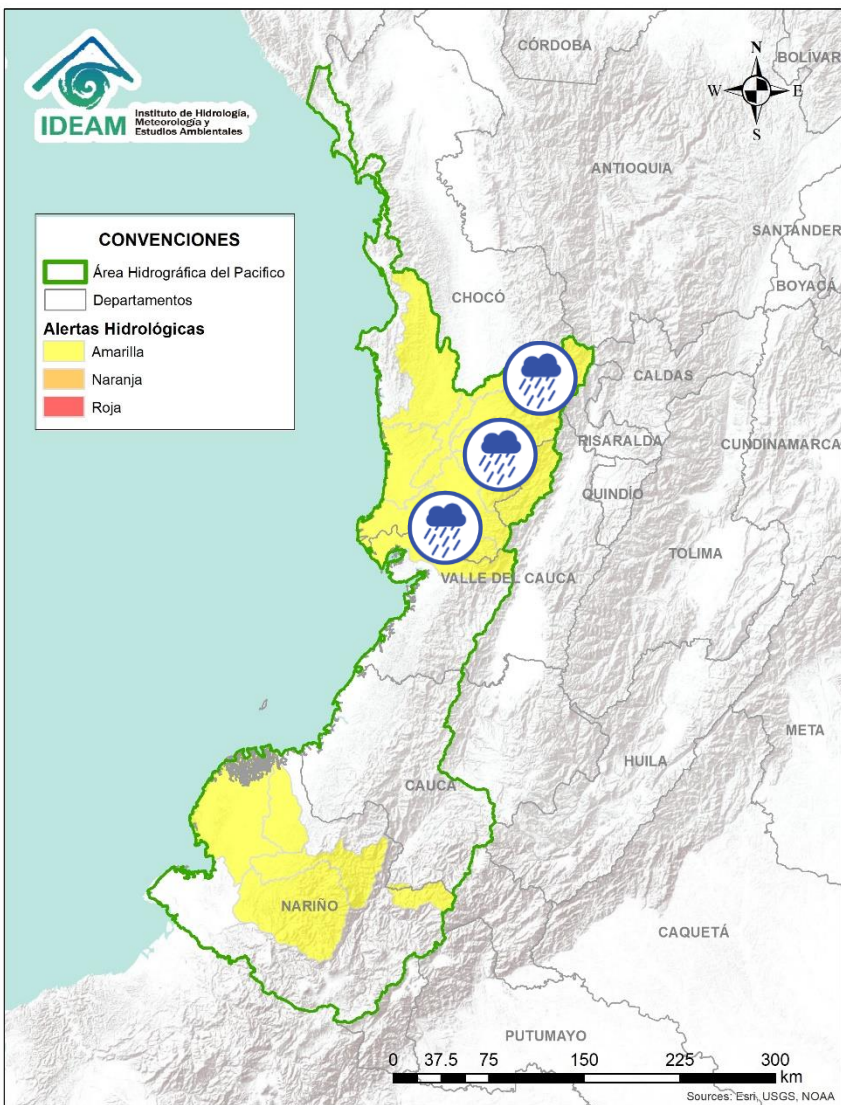 IDEAM
Instituto de Hidrología,
Meteorología y
Estudios Ambientales
CONVENCIONES
Área Hidrográfica del Pacifico
Departamentos
Alertas Hidrológicas
Amarilla
Naranja
Roja
N
W E
S
CÓRDOBA
BOLÍVAR
ANTIOQUIA
SANTANDER
BOYACÁ
CHOCÓ
CALDAS
RISARALDA
CUNDINAMARCA
QUINDÍO
TOLIMA
VALLE DEL CAUCA
META
HUILA
CAUCA
NARIÑO
CAQUETÁ
PUTUMAYO
0 37.5 75 150 225 300
km
Sources: Esri, USGS, NOAA